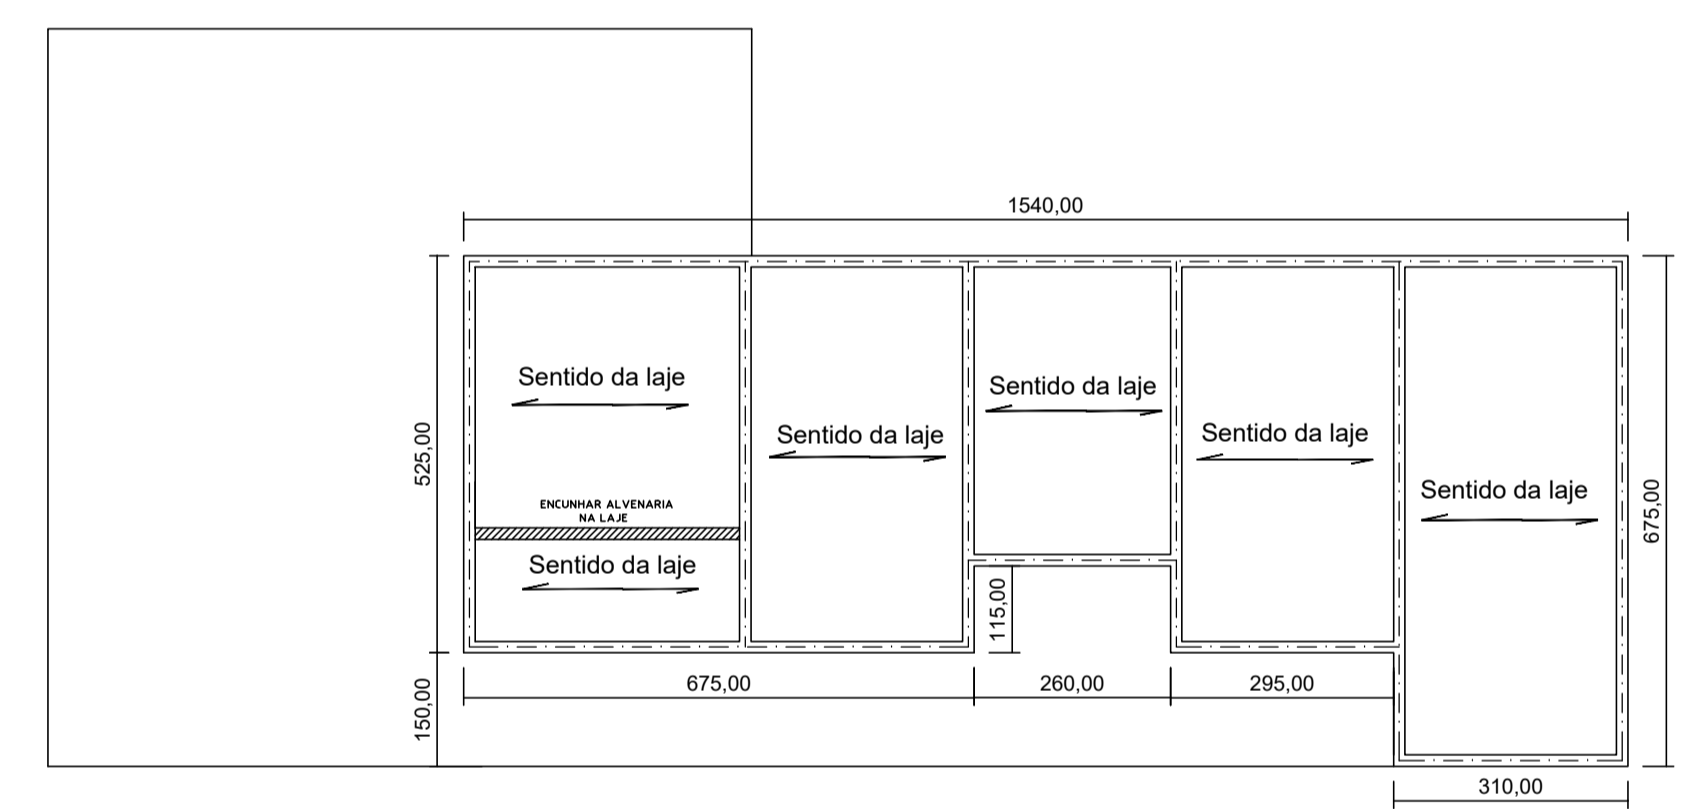 1540,00
Sentido da laje
Sentido da laje
Sentido da laje
Sentido da laje
525,00
Sentido da laje
675,00
ENCUNHAR ALVENARIA
NA LAJE
Sentido da laje
115,00
675,00
260,00
295,00
150,00
310,00